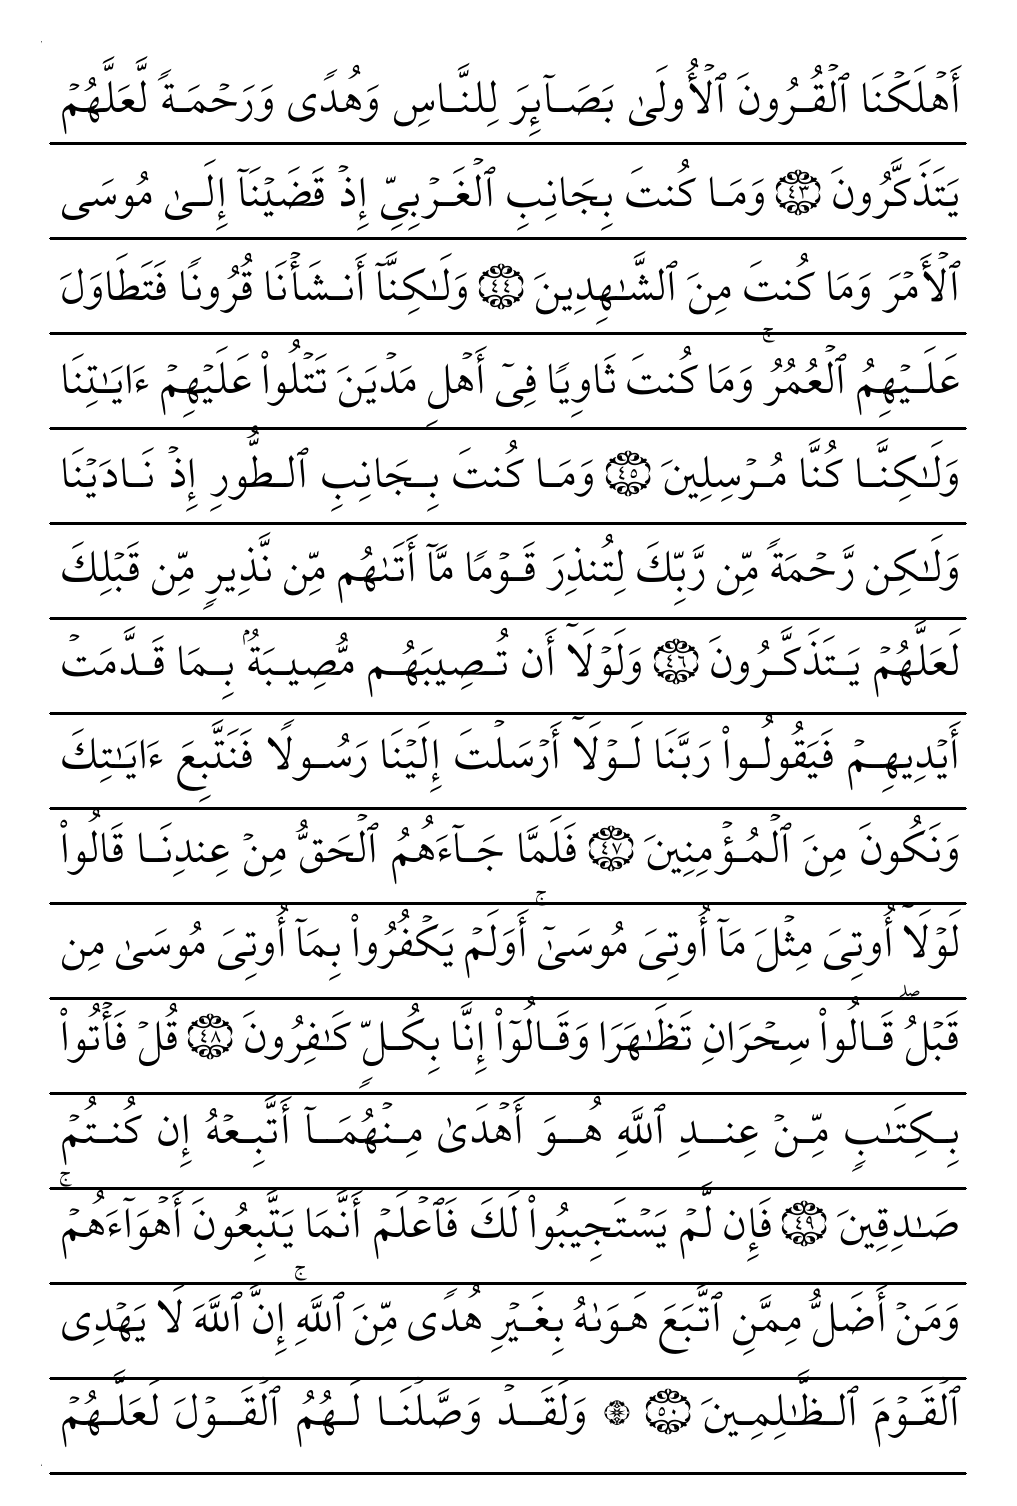 أَهۡلَكۡنَا ٱلۡقُرُونَ ٱلۡأُولَىٰ بَصَآئِرَ لِلنَّاسِ وَهُدًى وَرَحۡمَةً لَّعَلَّهُمۡ
يَتَذَكَّرُونَ ٤٣ وَمَا كُنتَ بِجَانِبِ ٱلۡغَرۡبِيِّ إِذۡ قَضَيۡنَآ إِلَىٰ مُوسَى
ٱلۡأَمۡرَ وَمَا كُنتَ مِنَ ٱلشَّـٰهِدِينَ ٤٤ وَلَـٰكِنَّآ أَنشَأۡنَا قُرُونًا فَتَطَاوَلَ
عَلَيۡهِمُ ٱلۡعُمُرُۚ وَمَا كُنتَ ثَاوِيًا فِىٓ أَهۡلِ مَدۡيَنَ تَتۡلُواْ عَلَيۡهِمۡ ءَايَـٰتِنَا
وَلَـٰكِنَّا كُنَّا مُرۡسِلِينَ ٤٥ وَمَا كُنتَ بِجَانِبِ ٱلطُّورِ إِذۡ نَادَيۡنَا
وَلَـٰكِن رَّحۡمَةً مِّن رَّبِّكَ لِتُنذِرَ قَوۡمًا مَّآ أَتَىٰهُم مِّن نَّذِيرٍ مِّن قَبۡلِكَ
لَعَلَّهُمۡ يَتَذَكَّرُونَ ٤٦ وَلَوۡلَآ أَن تُصِيبَهُم مُّصِيبَةُۢ بِمَا قَدَّمَتۡ
أَيۡدِيهِمۡ فَيَقُولُواْ رَبَّنَا لَوۡلَآ أَرۡسَلۡتَ إِلَيۡنَا رَسُولًا فَنَتَّبِعَ ءَايَـٰتِكَ
وَنَكُونَ مِنَ ٱلۡمُؤۡمِنِينَ ٤٧ فَلَمَّا جَآءَهُمُ ٱلۡحَقُّ مِنۡ عِندِنَا قَالُواْ
لَوۡلَآ أُوتِىَ مِثۡلَ مَآ أُوتِىَ مُوسَىٰٓۚ أَوَلَمۡ يَكۡفُرُواْ بِمَآ أُوتِىَ مُوسَىٰ مِن
قَبۡلُۖ قَالُواْ سِحۡرَانِ تَظَـٰهَرَا وَقَالُوٓاْ إِنَّا بِكُلٍّ كَـٰفِرُونَ ٤٨ قُلۡ فَأۡتُواْ
بِكِتَـٰبٍ مِّنۡ عِندِ ٱللَّهِ هُوَ أَهۡدَىٰ مِنۡهُمَآ أَتَّبِعۡهُ إِن كُنتُمۡ
صَـٰدِقِينَ ٤٩ فَإِن لَّمۡ يَسۡتَجِيبُواْ لَكَ فَٱعۡلَمۡ أَنَّمَا يَتَّبِعُونَ أَهۡوَآءَهُمۡۚ
وَمَنۡ أَضَلُّ مِمَّنِ ٱتَّبَعَ هَوَىٰهُ بِغَيۡرِ هُدًى مِّنَ ٱللَّهِۚ إِنَّ ٱللَّهَ لَا يَهۡدِى
ٱلۡقَوۡمَ ٱلظَّـٰلِمِينَ ٥٠ ۞ وَلَقَدۡ وَصَّلۡنَا لَهُمُ ٱلۡقَوۡلَ لَعَلَّهُمۡ